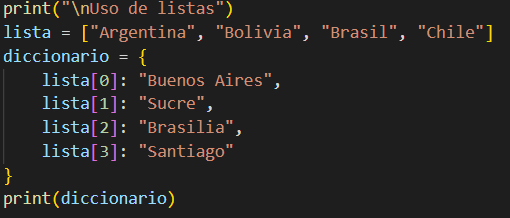 print("\nUso de listas")
lista = ["Argentina", "Bolivia", "Brasil", "Chile"]
diccionario = {
    lista[0]: "Buenos Aires",
    lista[1]: "Sucre",
    lista[2]: "Brasilia",
    lista[3]: "Santiago"
}
print(diccionario)